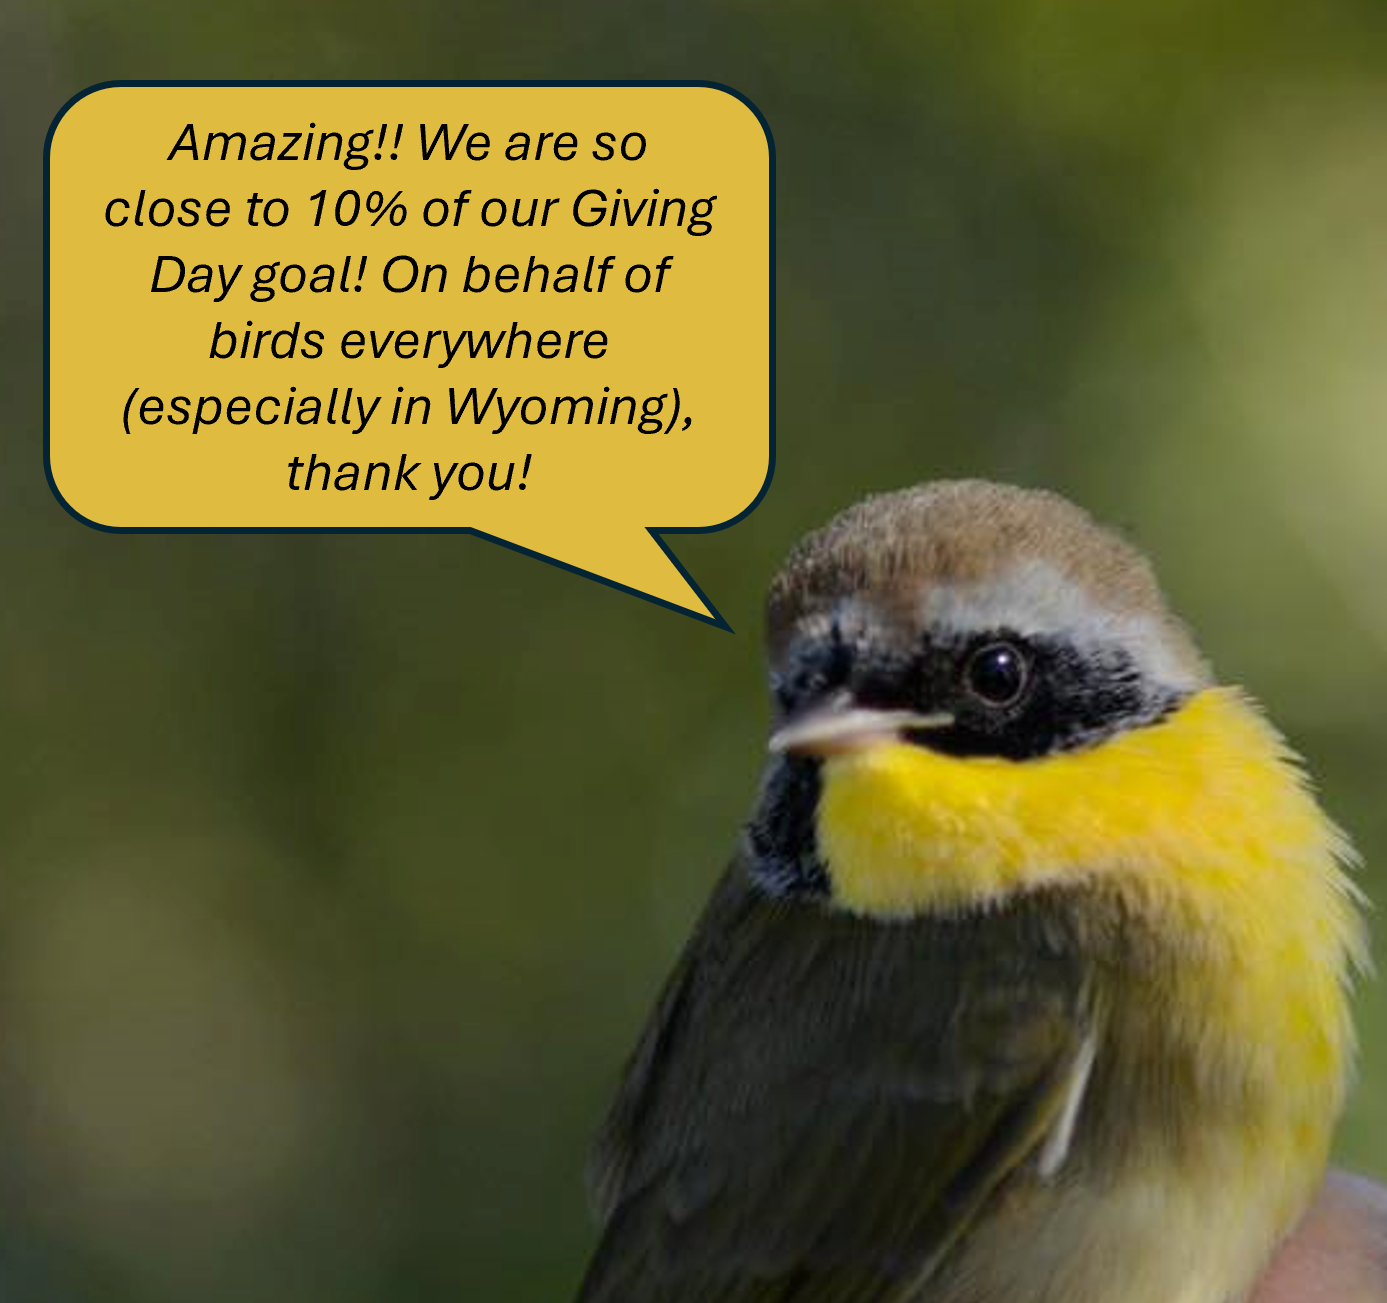 Amazing!! We are so
close to 10% of our Giving
Day goal! On behalf of
birds everywhere
(especially in Wyoming),
thank you!